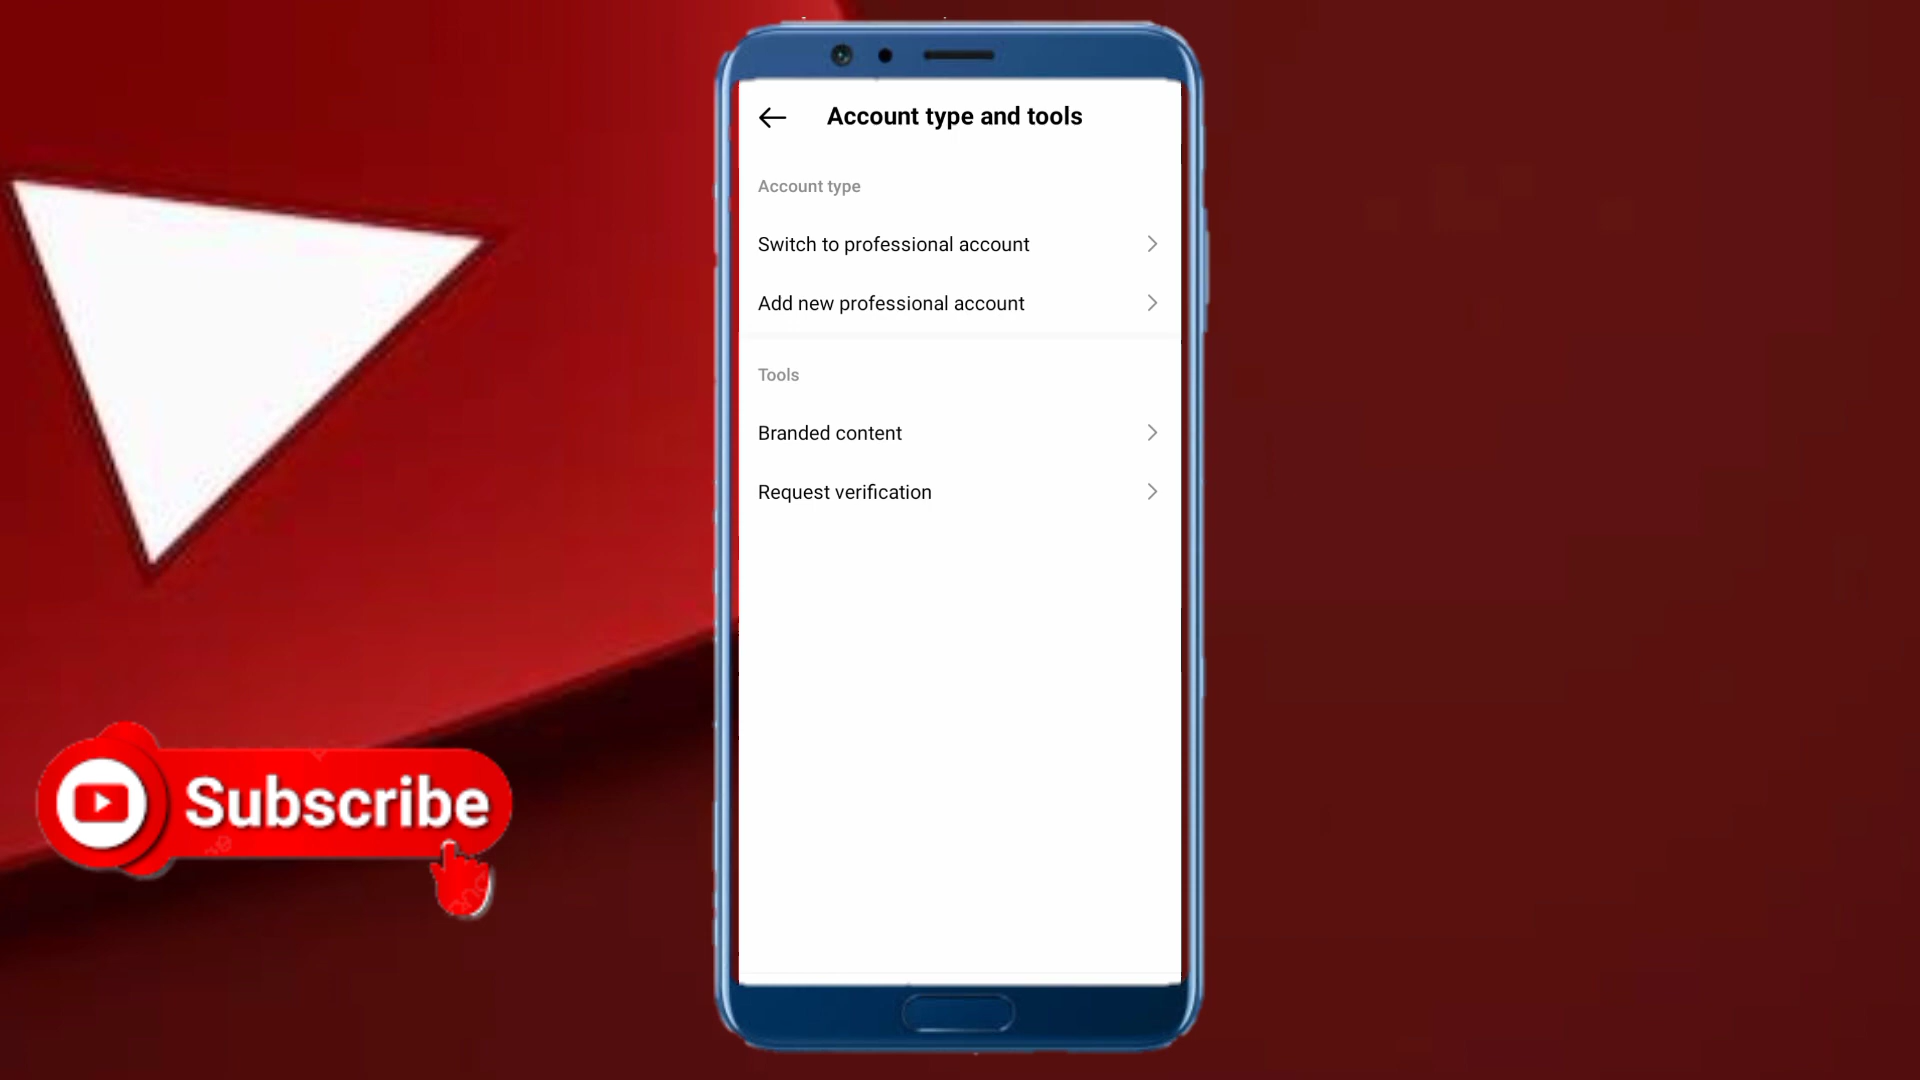 Account type and tools
Account type
Switch to professional account
Add new professional account
Tools
Branded content
Request verification
Subscribe